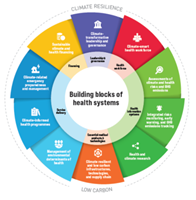 CLIMATE RESILIENCE
Climate-
transformative
leadership and
governance
Climate-smart
health workforce
Assessments of
climate and health
risks and GHG
emissions
Integrated risk
monitoring, early
warning, and GHG
emissions tracking
Health and
climate research
Climate resilient and
low carbon
infrastructures,
technologies,
and supply chain
Management of
environmental
determinants of health
Climate-informed
health programmes
Climate-related
emergency
preparedness
and management
Sustainable
climate and
health financing
Leadership &
governance
Health
workforce
Health
information
systems
Essential medical
products and
technologies
Service
delivery
Financing
Building blocks of
health systems
LOW CARBON